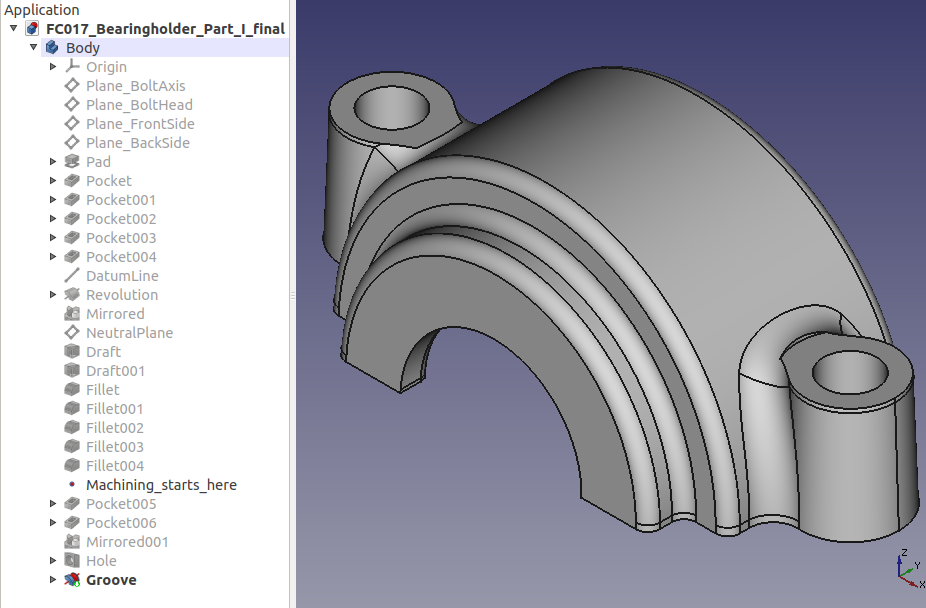 Application
FC017_Bearingholder_Part_I_final
Body
Origin
Plane_BoltAxis
Plane_BoltHead
Plane_FrontSide
Plane_BackSide
Pad
Pocket
Pocket001
Pocket002
Pocket003
Pocket004
DatumLine
Revolution
Mirrored
NeutralPlane
Draft
Draft001
Fillet
Fillet001
Fillet002
Fillet003
Fillet004
Machining_starts_here
Pocket005
Pocket006
Mirrored001
Hole
Groove
Z
Y
X